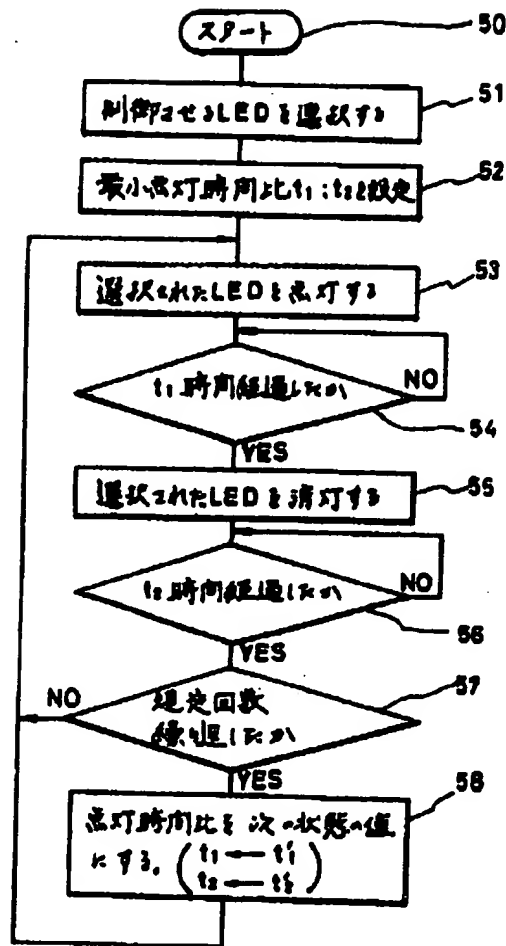 スタート
50
制御させるLEDを選択する
51
最小点灯時間比t₁:t₂を設定
52
選択されたLEDを点灯する
53
t₁時間経過したか
NO
54
YES
選択されたLEDを消灯する
55
t₂時間経過したか
NO
56
YES
57
NO
規定回数
繰り返したか
YES
58
点灯時間比を次の状態の値
にする。(t₁ ← t₁'
t₂ ← t₂')